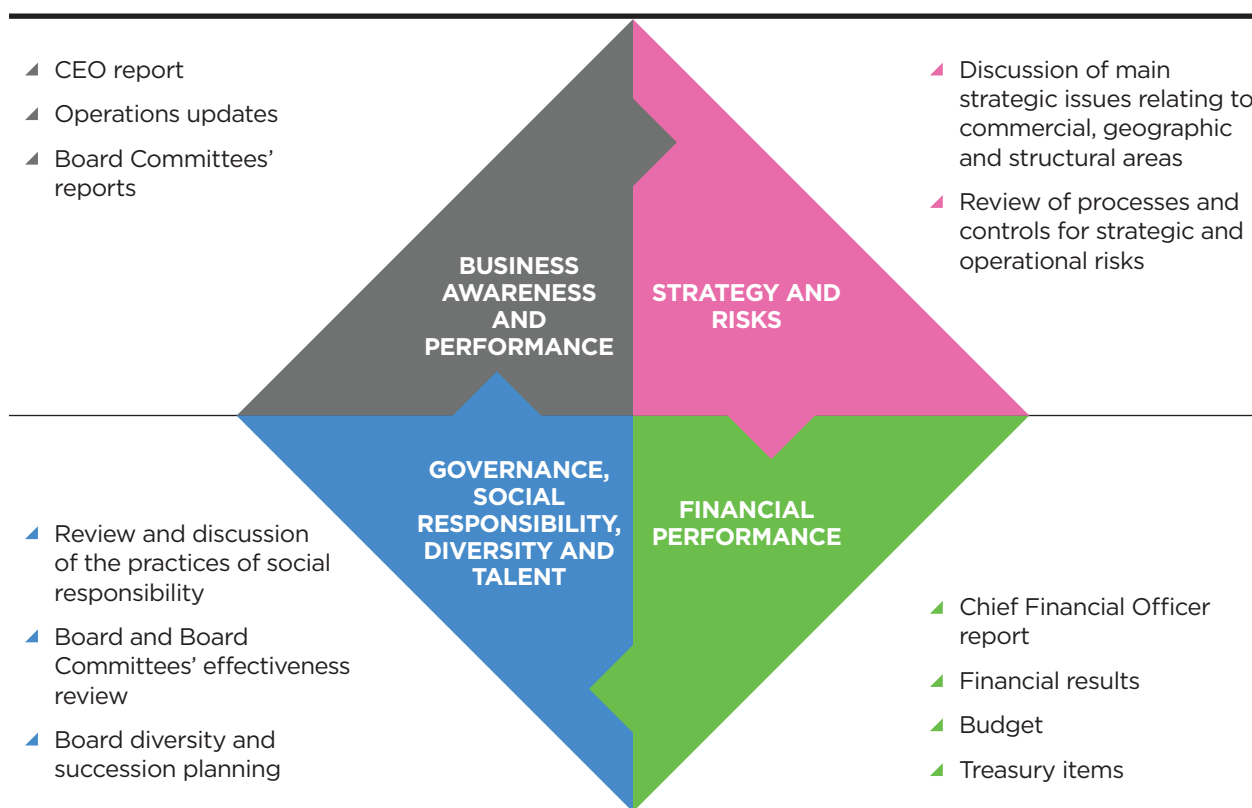 CEO report
Operations updates
Board Committees’
reports
Discussion of main
strategic issues relating to
commercial, geographic
and structural areas
Review of processes and
controls for strategic and
operational risks
BUSINESS
AWARENESS
AND
PERFORMANCE
STRATEGY AND
RISKS
GOVERNANCE,
SOCIAL
RESPONSIBILITY,
DIVERSITY AND
TALENT
FINANCIAL
PERFORMANCE
Review and discussion
of the practices of social
responsibility
Board and Board
Committees’ effectiveness
review
Board diversity and
succession planning
Chief Financial Officer
report
Financial results
Budget
Treasury items